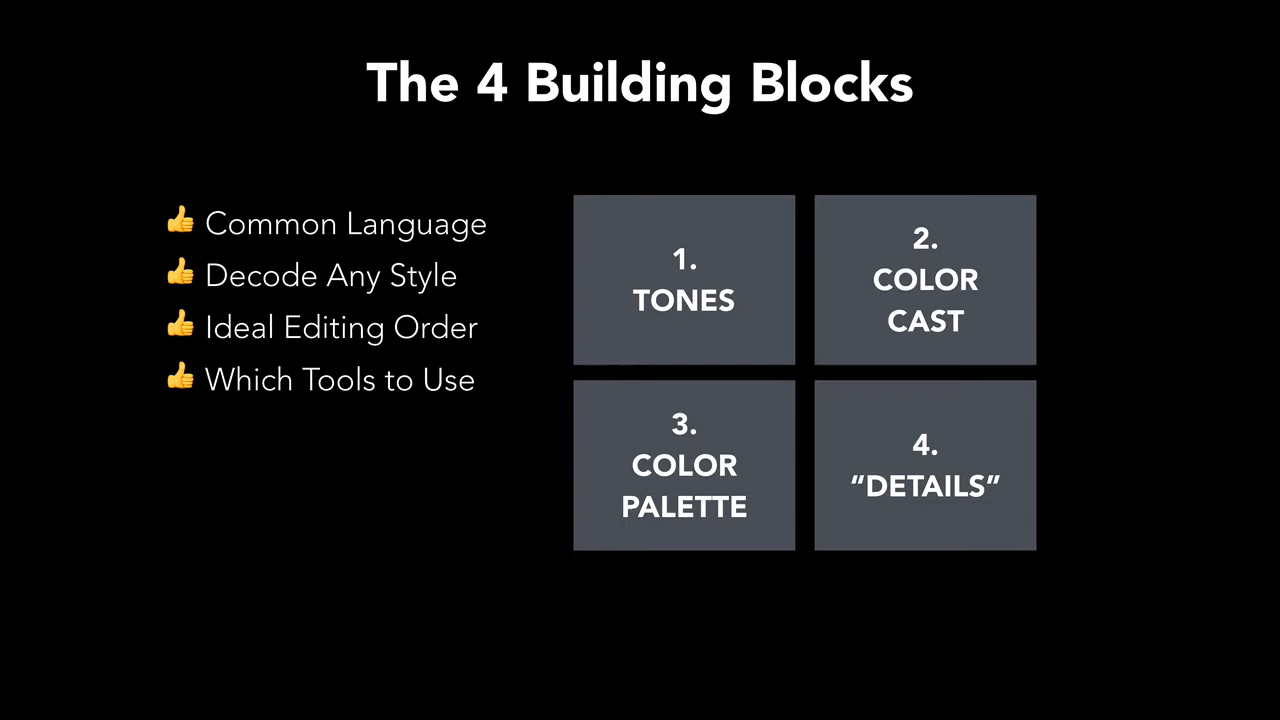 The 4 Building Blocks
👍 Common Language
👍 Decode Any Style
👍 Ideal Editing Order
👍 Which Tools to Use
1.
TONES
2.
COLOR
CAST
3.
COLOR
PALETTE
4.
“DETAILS”